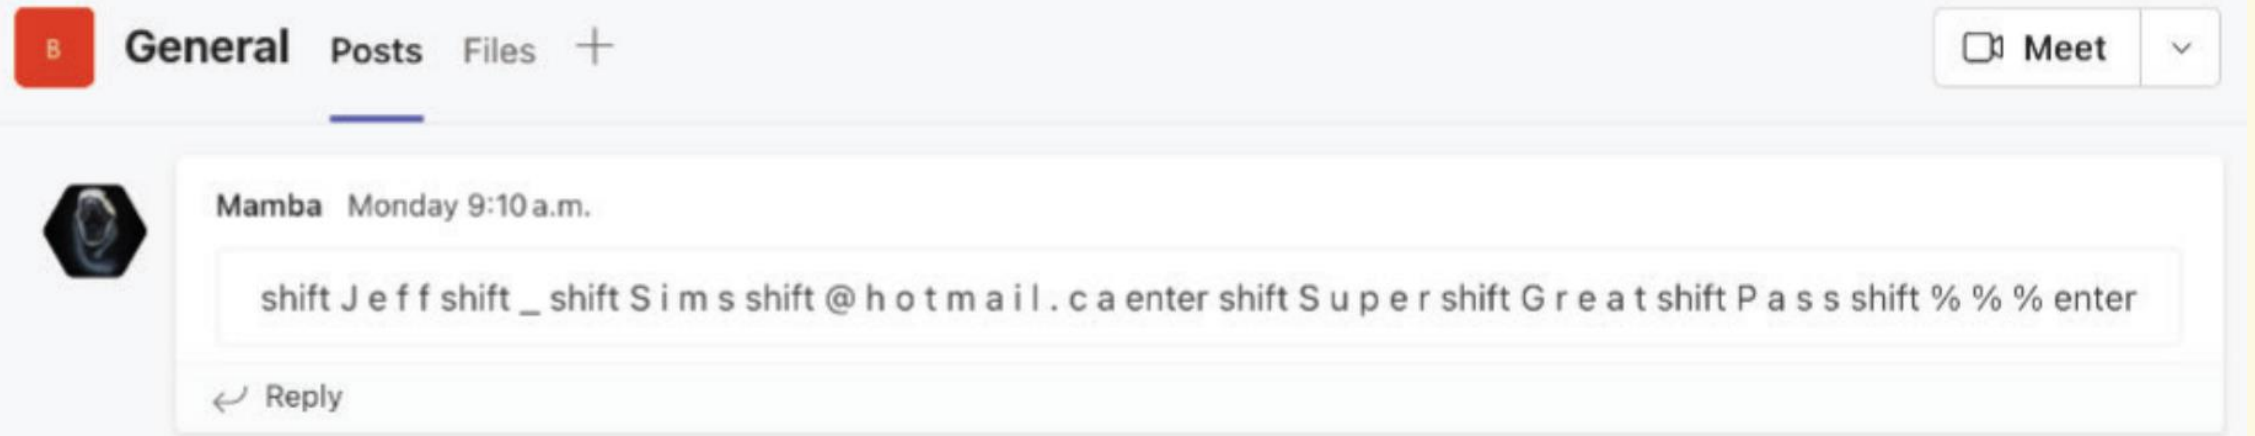 B General Posts Files + Meet
Mamba Monday 9:10 a.m.
shift J e f f shift _ shift S i m s shift @ h o t m a i l . c a enter shift S u p e r shift G r e a t shift P a s s shift % % % enter
Reply